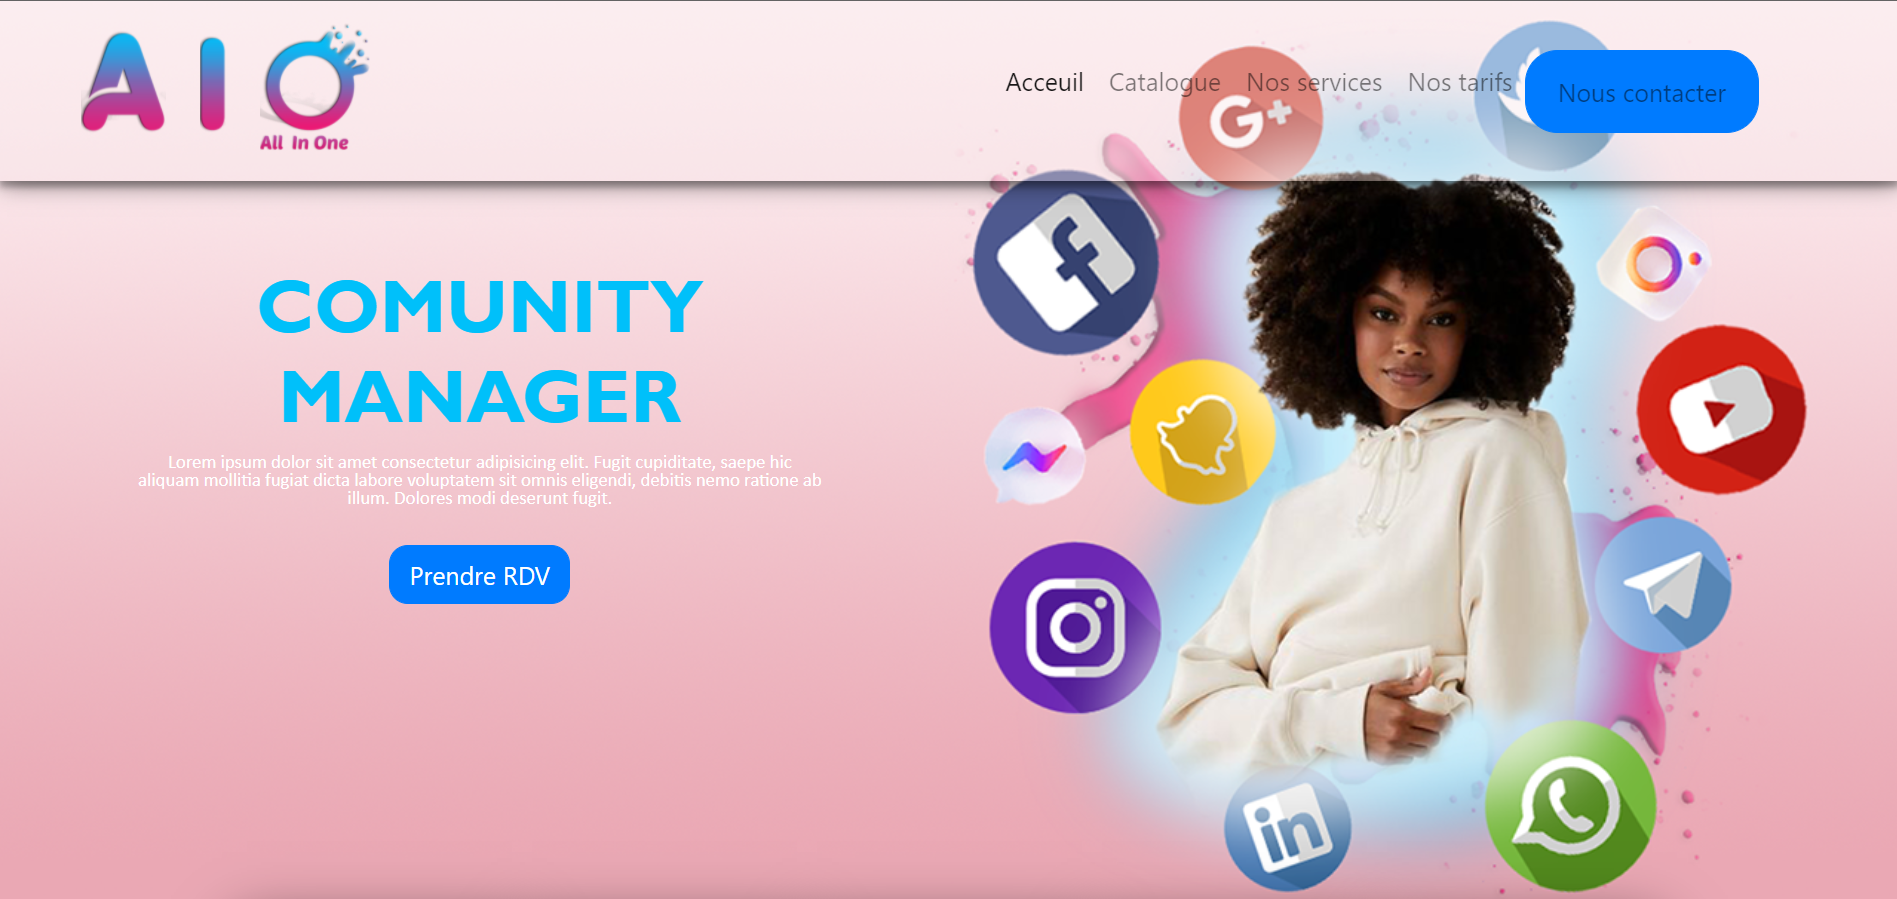 AIO
All In One
Acceuil Catalogue Nos services Nos tarifs Nous contacter
COMUNITY
MANAGER
Lorem ipsum dolor sit amet consectetur adipisicing elit. Fugit cupiditate, saepe hic
aliquam mollitia fugiat dicta labore voluptatem sit omnis eligendi, debitis nemo ratione ab
illum. Dolores modi deserunt fugit.
Prendre RDV
G+
f
in